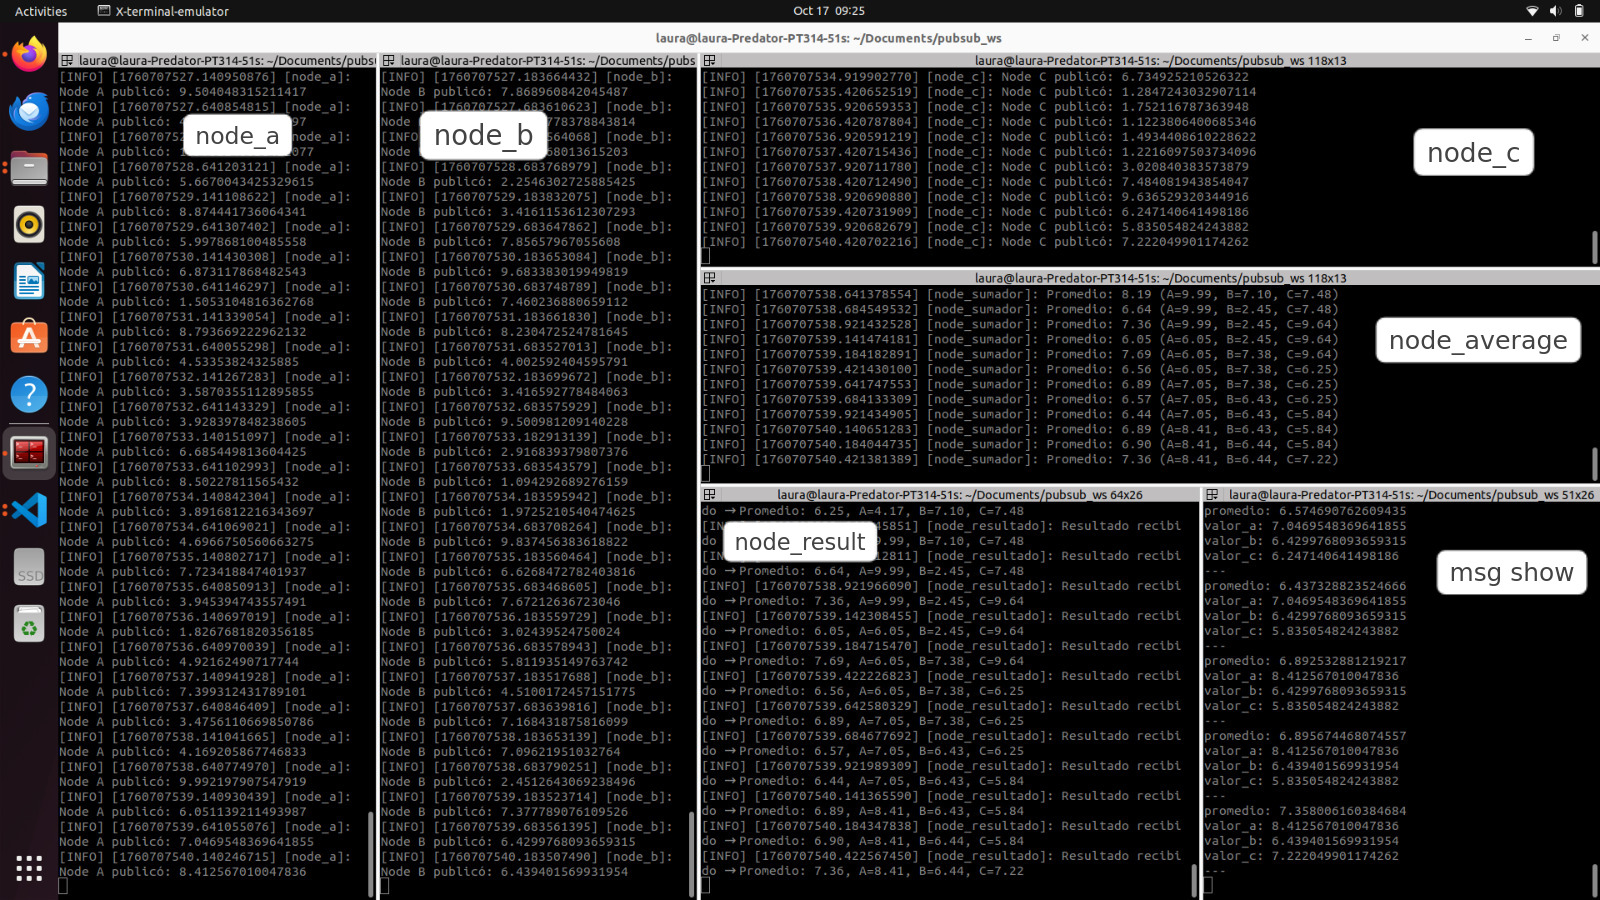 Activities
X-terminal-emulator
Oct 17 09:25
laura@laura-Predator-PT314-51s: ~/Documents/pubsub_ws
laura@laura-Predator-PT314-51s: ~/Documents/pubs
[INFO] [1760707527.140950876] [node_a]:
Node A publicó: 9.504048315211417
[INFO] [1760707527.640854815] [node_a]:
Node A publicó: 4. 97
node_a
Node A publicó: 1. 077
[INFO] [1760707528.641203121] [node_a]:
Node A publicó: 5.6670043425329615
[INFO] [1760707529.141108622] [node_a]:
Node A publicó: 8.874441736064341
[INFO] [1760707529.641307402] [node_a]:
Node A publicó: 5.997868100485558
[INFO] [1760707530.141430308] [node_a]:
Node A publicó: 6.873117868482543
[INFO] [1760707530.641146297] [node_a]:
Node A publicó: 1.5053104816362768
[INFO] [1760707531.141339054] [node_a]:
Node A publicó: 8.793669222962132
[INFO] [1760707531.640055298] [node_a]:
Node A publicó: 4.53353824325885
[INFO] [1760707532.141267283] [node_a]:
Node A publicó: 3.5870355112895855
[INFO] [1760707532.641143329] [node_a]:
Node A publicó: 3.928397848238605
[INFO] [1760707533.140151097] [node_a]:
Node A publicó: 6.685449813604425
[INFO] [1760707533.641102993] [node_a]:
Node A publicó: 8.50227811565432
[INFO] [1760707534.140842304] [node_a]:
Node A publicó: 3.8916812216343697
[INFO] [1760707534.641069021] [node_a]:
Node A publicó: 4.6966750560663275
[INFO] [1760707535.140802717] [node_a]:
Node A publicó: 7.723418847401937
[INFO] [1760707535.640850913] [node_a]:
Node A publicó: 3.945394743557491
[INFO] [1760707536.140697019] [node_a]:
Node A publicó: 1.8267681820356185
[INFO] [1760707536.640970039] [node_a]:
Node A publicó: 4.92162490717744
[INFO] [1760707537.140941928] [node_a]:
Node A publicó: 7.399312431789101
[INFO] [1760707537.640846409] [node_a]:
Node A publicó: 3.4756110669850786
[INFO] [1760707538.141041665] [node_a]:
Node A publicó: 4.169205867746833
[INFO] [1760707538.640774970] [node_a]:
Node A publicó: 9.992197907547919
[INFO] [1760707539.140930439] [node_a]:
Node A publicó: 6.051139211493987
[INFO] [1760707539.641055076] [node_a]:
Node A publicó: 7.0469548369641855
[INFO] [1760707540.140246715] [node_a]:
Node A publicó: 8.412567010047836
laura@laura-Predator-PT314-51s: ~/Documents/pubs
[INFO] [1760707527.183664432] [node_b]:
Node B publicó: 7.868960842045487
[INFO] [1760707527.683610623] [node_b]:
778378843814
node_b
564068] [node_b]:
58013615203
[INFO] [1760707528.683768979] [node_b]:
Node B publicó: 2.2546302725885425
[INFO] [1760707529.183832075] [node_b]:
Node B publicó: 3.4161153612307293
[INFO] [1760707529.683647862] [node_b]:
Node B publicó: 7.85657967055608
[INFO] [1760707530.183653084] [node_b]:
Node B publicó: 9.683383019949819
[INFO] [1760707530.683748789] [node_b]:
Node B publicó: 7.460236880659112
[INFO] [1760707531.183661830] [node_b]:
Node B publicó: 8.230472524781645
[INFO] [1760707531.683527013] [node_b]:
Node B publicó: 4.002592404595791
[INFO] [1760707532.183699672] [node_b]:
Node B publicó: 3.416592778484063
[INFO] [1760707532.683575929] [node_b]:
Node B publicó: 9.500981209140228
[INFO] [1760707533.182913139] [node_b]:
Node B publicó: 2.916839379807376
[INFO] [1760707533.683543579] [node_b]:
Node B publicó: 1.094292689276159
[INFO] [1760707534.183595942] [node_b]:
Node B publicó: 1.9725210540474625
[INFO] [1760707534.683708264] [node_b]:
Node B publicó: 9.837456383618822
[INFO] [1760707535.183560464] [node_b]:
Node B publicó: 6.6268472782403816
[INFO] [1760707535.683468605] [node_b]:
Node B publicó: 7.67212636723046
[INFO] [1760707536.183559729] [node_b]:
Node B publicó: 3.02439524750024
[INFO] [1760707536.683578943] [node_b]:
Node B publicó: 5.811935149763742
[INFO] [1760707537.183517688] [node_b]:
Node B publicó: 4.5100172457151775
[INFO] [1760707537.683639816] [node_b]:
Node B publicó: 7.168431875816099
[INFO] [1760707538.183653139] [node_b]:
Node B publicó: 7.09621951032764
[INFO] [1760707538.683790251] [node_b]:
Node B publicó: 2.4512643069238496
[INFO] [1760707539.183523714] [node_b]:
Node B publicó: 7.377789076109526
[INFO] [1760707539.683561395] [node_b]:
Node B publicó: 6.4299768093659315
[INFO] [1760707540.183507490] [node_b]:
Node B publicó: 6.439401569931954
laura@laura-Predator-PT314-51s: ~/Documents/pubsub_ws 118x13
[INFO] [1760707534.919902770] [node_c]: Node C publicó: 6.734925210526322
[INFO] [1760707535.420652519] [node_c]: Node C publicó: 1.2847243032907114
[INFO] [1760707535.920659353] [node_c]: Node C publicó: 1.752116787363948
[INFO] [1760707536.420787804] [node_c]: Node C publicó: 1.1223806400685346
[INFO] [1760707536.920591219] [node_c]: Node C publicó: 1.4934408610228622
[INFO] [1760707537.420715436] [node_c]: Node C publicó: 1.2216097503734096
[INFO] [1760707537.920711780] [node_c]: Node C publicó: 3.020840383573879
[INFO] [1760707538.420712490] [node_c]: Node C publicó: 7.484081943854047
[INFO] [1760707538.920690880] [node_c]: Node C publicó: 9.636529320344916
[INFO] [1760707539.420731909] [node_c]: Node C publicó: 6.247140641498186
[INFO] [1760707539.920682679] [node_c]: Node C publicó: 5.835054824243882
[INFO] [1760707540.420702216] [node_c]: Node C publicó: 7.222049901174262
node_c
laura@laura-Predator-PT314-51s: ~/Documents/pubsub_ws 118x13
[INFO] [1760707538.641378554] [node_sumador]: Promedio: 8.19 (A=9.99, B=7.10, C=7.48)
[INFO] [1760707538.684549532] [node_sumador]: Promedio: 6.64 (A=9.99, B=2.45, C=7.48)
[INFO] [1760707538.921432528] [node_sumador]: Promedio: 7.36 (A=9.99, B=2.45, C=9.64)
[INFO] [1760707539.141474181] [node_sumador]: Promedio: 6.05 (A=6.05, B=2.45, C=9.64)
[INFO] [1760707539.184182891] [node_sumador]: Promedio: 7.69 (A=6.05, B=7.38, C=9.64)
[INFO] [1760707539.421430100] [node_sumador]: Promedio: 6.56 (A=6.05, B=7.38, C=6.25)
[INFO] [1760707539.641747553] [node_sumador]: Promedio: 6.89 (A=7.05, B=7.38, C=6.25)
[INFO] [1760707539.684133309] [node_sumador]: Promedio: 6.57 (A=7.05, B=6.43, C=6.25)
[INFO] [1760707539.921434905] [node_sumador]: Promedio: 6.44 (A=7.05, B=6.43, C=5.84)
[INFO] [1760707540.140651283] [node_sumador]: Promedio: 6.89 (A=8.41, B=6.43, C=5.84)
[INFO] [1760707540.184044735] [node_sumador]: Promedio: 6.90 (A=8.41, B=6.44, C=5.84)
[INFO] [1760707540.421381389] [node_sumador]: Promedio: 7.36 (A=8.41, B=6.44, C=7.22)
node_average
laura@laura-Predator-PT314-51s: ~/Documents/pubsub_ws 64x26
do →Promedio: 6.25, A=4.17, B=7.10, C=7.48
45851] [node_resultado]: Resultado recibi
node_result
do 9.99, B=7.10, C=7.48
12811] [node_resultado]: Resultado recibi
do →Promedio: 6.64, A=9.99, B=2.45, C=7.48
[INFO] [1760707538.921966090] [node_resultado]: Resultado recibi
do →Promedio: 7.36, A=9.99, B=2.45, C=9.64
[INFO] [1760707539.142308455] [node_resultado]: Resultado recibi
do →Promedio: 6.05, A=6.05, B=2.45, C=9.64
[INFO] [1760707539.184715470] [node_resultado]: Resultado recibi
do →Promedio: 7.69, A=6.05, B=7.38, C=9.64
[INFO] [1760707539.422226823] [node_resultado]: Resultado recibi
do →Promedio: 6.56, A=6.05, B=7.38, C=6.25
[INFO] [1760707539.642580329] [node_resultado]: Resultado recibi
do →Promedio: 6.89, A=7.05, B=7.38, C=6.25
[INFO] [1760707539.684677692] [node_resultado]: Resultado recibi
do →Promedio: 6.57, A=7.05, B=6.43, C=6.25
[INFO] [1760707539.921989309] [node_resultado]: Resultado recibi
do →Promedio: 6.44, A=7.05, B=6.43, C=5.84
[INFO] [1760707540.141365590] [node_resultado]: Resultado recibi
do →Promedio: 6.89, A=8.41, B=6.43, C=5.84
[INFO] [1760707540.184347838] [node_resultado]: Resultado recibi
do →Promedio: 6.90, A=8.41, B=6.44, C=5.84
[INFO] [1760707540.422567450] [node_resultado]: Resultado recibi
do →Promedio: 7.36, A=8.41, B=6.44, C=7.22
laura@laura-Predator-PT314-51s: ~/Documents/pubsub_ws 51x26
promedio: 6.574690762609435
valor_a: 7.0469548369641855
valor_b: 6.4299768093659315
valor_c: 6.247140641498186
---
promedio: 6.437328823524666
valor_a: 7.0469548369641855
valor_b: 6.4299768093659315
valor_c: 5.835054824243882
---
promedio: 6.892532881219217
valor_a: 8.412567010047836
valor_b: 6.4299768093659315
valor_c: 5.835054824243882
---
promedio: 6.895674468074557
valor_a: 8.412567010047836
valor_b: 6.439401569931954
valor_c: 5.835054824243882
---
promedio: 7.358006160384684
valor_a: 8.412567010047836
valor_b: 6.439401569931954
valor_c: 7.222049901174262
---
msg show
SSD